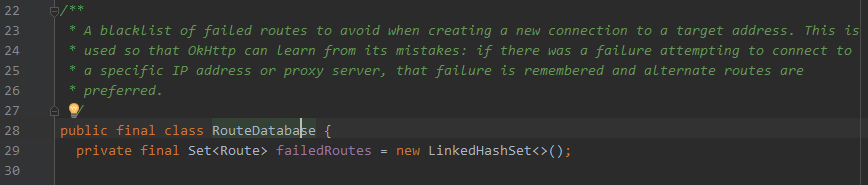 22 /**
23  * A blacklist of failed routes to avoid when creating a new connection to a target address. This is
24  * used so that OkHttp can learn from its mistakes: if there was a failure attempting to connect to
25  * a specific IP address or proxy server, that failure is remembered and alternate routes are
26  * preferred.
27  */
28 public final class RouteDatabase {
29   private final Set<Route> failedRoutes = new LinkedHashSet<>();
30